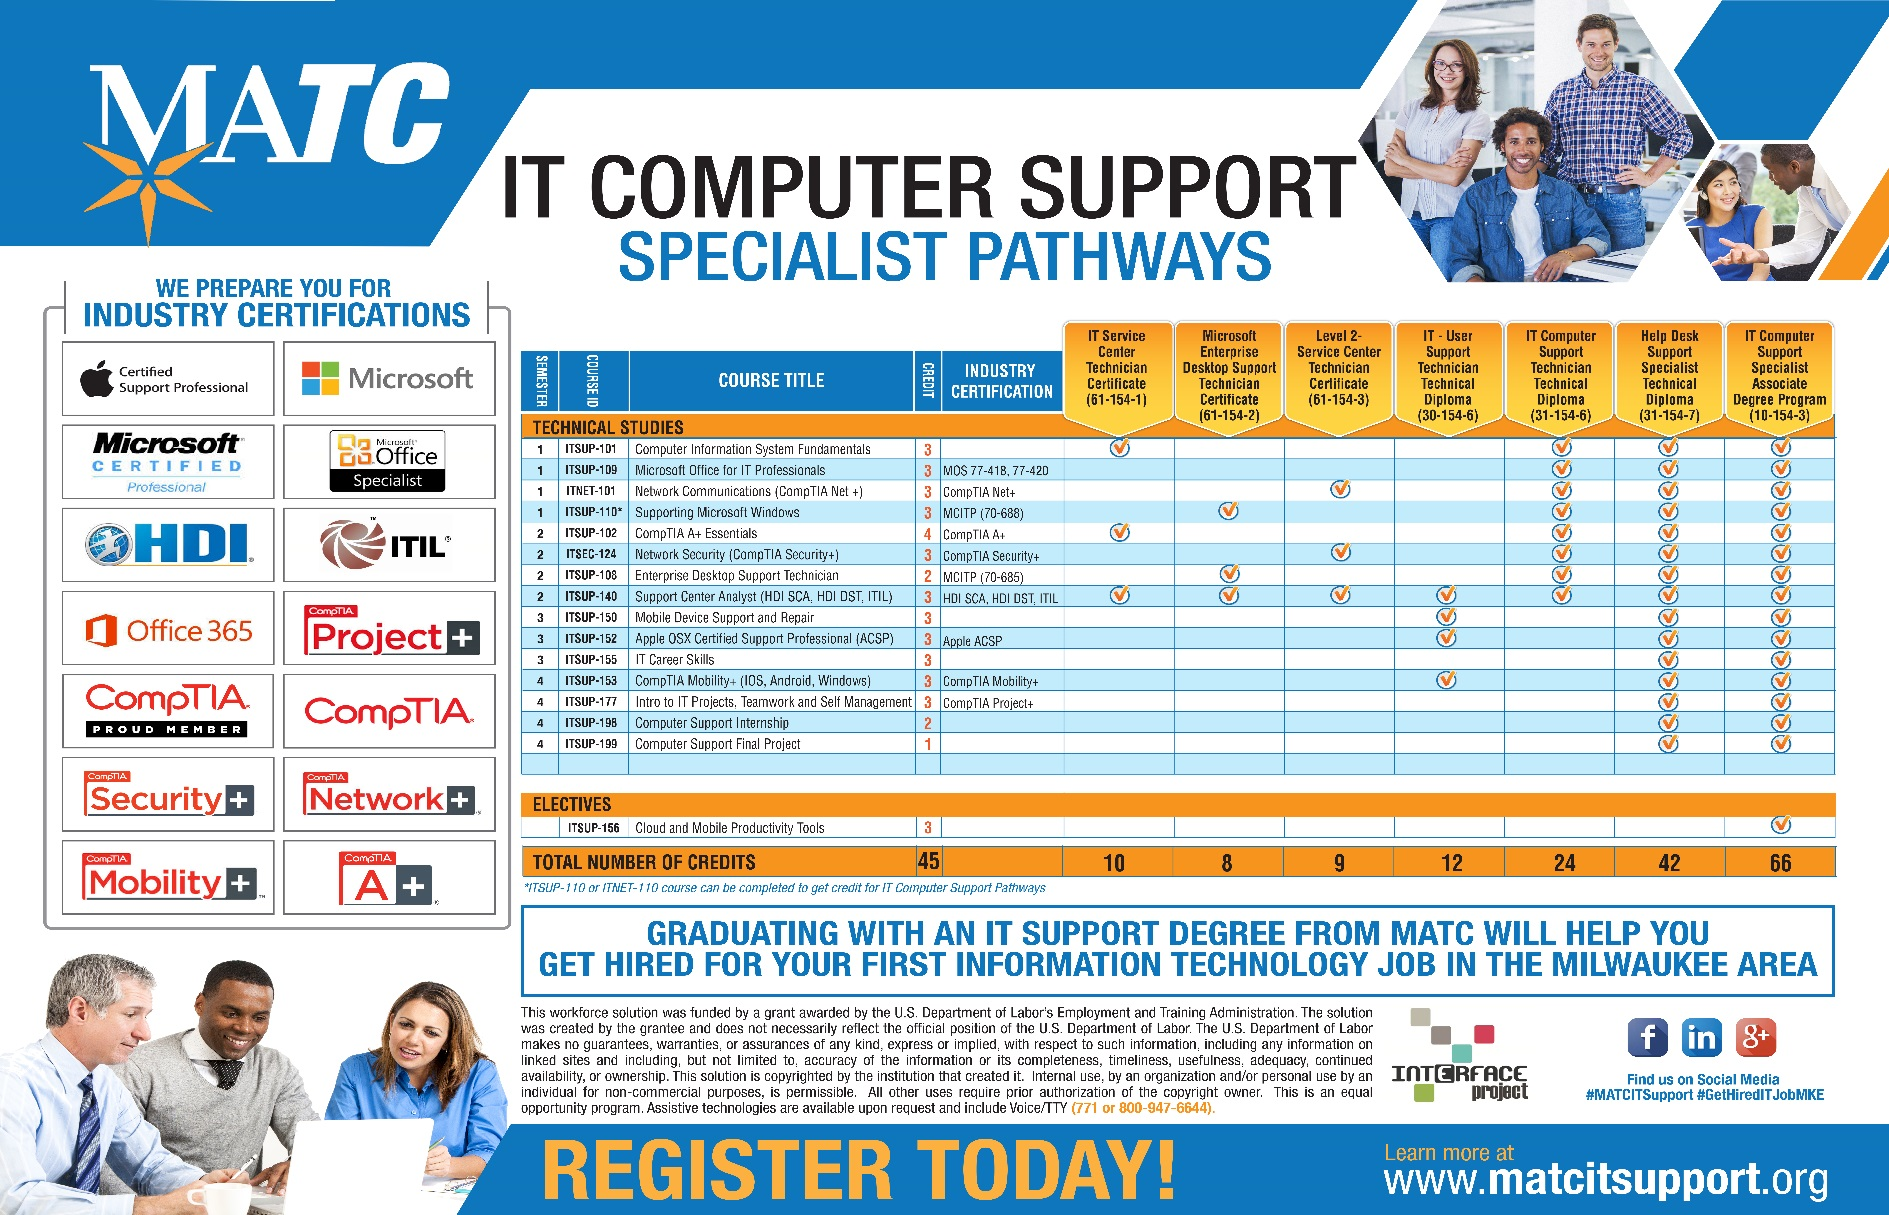 MATC
IT COMPUTER SUPPORT
SPECIALIST PATHWAYS
WE PREPARE YOU FOR
INDUSTRY CERTIFICATIONS
Certified
Support Professional
Microsoft
Microsoft
CERTIFIED
Professional
Microsoft
Office
Specialist
HDI
ITIL®
Office 365
CompTIA
Project+
CompTIA
PROUD MEMBER
CompTIA
CompTIA
Security+
CompTIA
Network+
CompTIA
Mobility+
CompTIA
A+
SEMESTER COURSE ID COURSE TITLE CREDIT INDUSTRY CERTIFICATION
IT Service Center Technician Certificate (61-154-1)
Microsoft Enterprise Desktop Support Technician Certificate (61-154-2)
Level 2- Service Center Technician Certificate (61-154-3)
IT - User Support Technician Technical Diploma (30-154-6)
IT Computer Support Technician Technical Diploma (31-154-6)
Help Desk Support Specialist Technical Diploma (31-154-7)
IT Computer Support Specialist Associate Degree Program (10-154-3)
TECHNICAL STUDIES
1 ITSUP-101 Computer Information System Fundamentals 3
1 ITSUP-109 Microsoft Office for IT Professionals 3 MOS 77-418, 77-420
1 ITNET-101 Network Communications (CompTIA Net +) 3 CompTIA Net+
1 ITSUP-110* Supporting Microsoft Windows 3 MCITP (70-688)
2 ITSUP-102 CompTIA A+ Essentials 4 CompTIA A+
2 ITSEC-124 Network Security (CompTIA Security+) 3 CompTIA Security+
2 ITSUP-108 Enterprise Desktop Support Technician 2 MCITP (70-685)
2 ITSUP-140 Support Center Analyst (HDI SCA, HDI DST, ITIL) 3 HDI SCA, HDI DST, ITIL
3 ITSUP-150 Mobile Device Support and Repair 3
3 ITSUP-152 Apple OSX Certified Support Professional (ACSP) 3 Apple ACSP
3 ITSUP-155 IT Career Skills 3
4 ITSUP-153 CompTIA Mobility+ (IOS, Android, Windows) 3 CompTIA Mobility+
4 ITSUP-177 Intro to IT Projects, Teamwork and Self Management 3 CompTIA Project+
4 ITSUP-198 Computer Support Internship 2
4 ITSUP-199 Computer Support Final Project 1
ELECTIVES
ITSUP-156 Cloud and Mobile Productivity Tools 3
TOTAL NUMBER OF CREDITS 45 10 8 9 12 24 42 66
*ITSUP-110 or ITNET-110 course can be completed to get credit for IT Computer Support Pathways
GRADUATING WITH AN IT SUPPORT DEGREE FROM MATC WILL HELP YOU
GET HIRED FOR YOUR FIRST INFORMATION TECHNOLOGY JOB IN THE MILWAUKEE AREA
This workforce solution was funded by a grant awarded by the U.S. Department of Labor's Employment and Training Administration. The solution
was created by the grantee and does not necessarily reflect the official position of the U.S. Department of Labor. The U.S. Department of Labor
makes no guarantees, warranties, or assurances of any kind, express or implied, with respect to such information, including any information on
linked sites and including, but not limited to, accuracy of the information or its completeness, timeliness, usefulness, adequacy, continued
availability, or ownership. This solution is copyrighted by the institution that created it. Internal use, by an organization and/or personal use by an
individual for non-commercial purposes, is permissible. All other uses require prior authorization of the copyright owner. This is an equal
opportunity program. Assistive technologies are available upon request and include Voice/TTY (771 or 800-947-6644).
INTERFACE
project
f in 8+
Find us on Social Media
#MATCITSupport #GetHiredITJobMKE
REGISTER TODAY!
Learn more at
www.matcitsupport.org